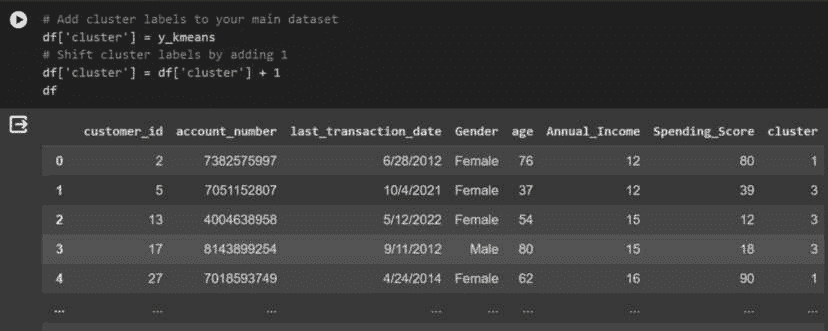 # Add cluster labels to your main dataset
df['cluster'] = y_kmeans
# Shift cluster labels by adding 1
df['cluster'] = df['cluster'] + 1
df
customer_id account_number last_transaction_date Gender age Annual_Income Spending_Score cluster
0 2 7382575997 6/28/2012 Female 76 12 80 1
1 5 7051152807 10/4/2021 Female 37 12 39 3
2 13 4004638958 5/12/2022 Female 54 15 12 3
3 17 8143899254 9/11/2012 Male 80 15 18 3
4 27 7018593749 4/24/2014 Female 62 16 90 1
... ... ... ... ... ... ... ... ...